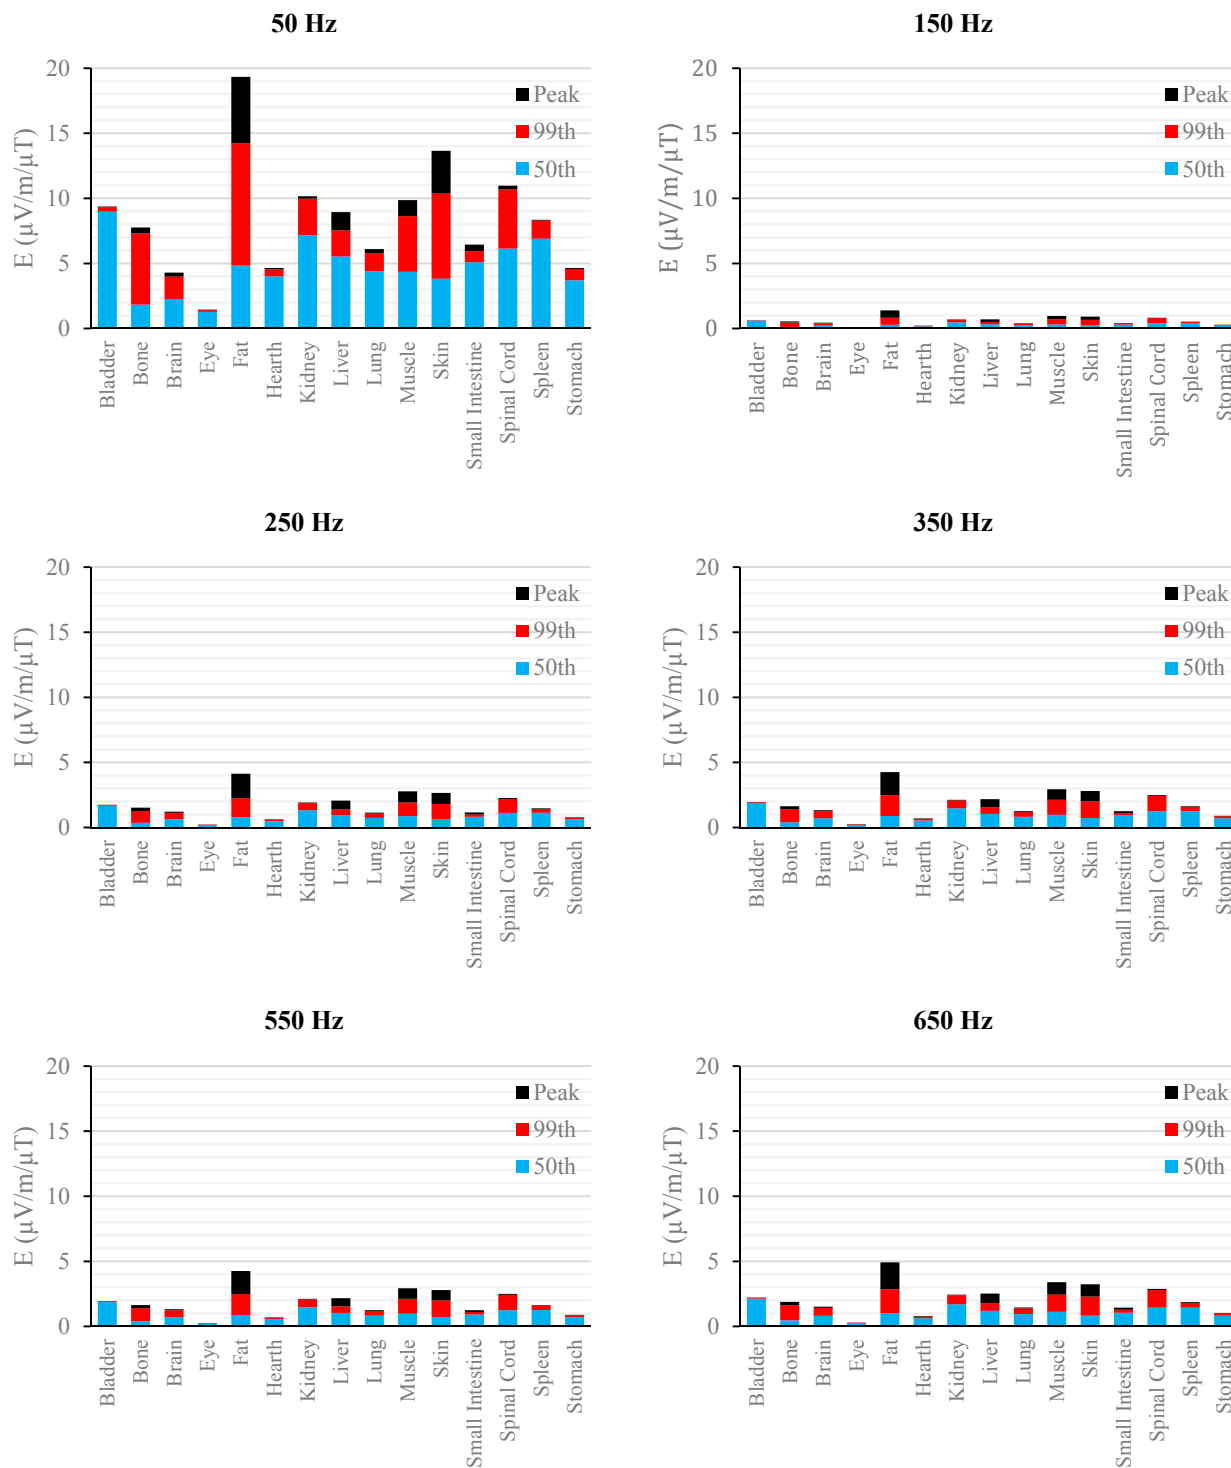 50 Hz
E (µV/m/µT)
20
15
10
5
0
Peak
99th
50th
Bladder
Bone
Brain
Eye
Fat
Hearth
Kidney
Liver
Lung
Muscle
Skin
Small Intestine
Spinal Cord
Spleen
Stomach
150 Hz
E (µV/m/µT)
20
15
10
5
0
Peak
99th
50th
Bladder
Bone
Brain
Eye
Fat
Hearth
Kidney
Liver
Lung
Muscle
Skin
Small Intestine
Spinal Cord
Spleen
Stomach
250 Hz
E (µV/m/µT)
20
15
10
5
0
Peak
99th
50th
Bladder
Bone
Brain
Eye
Fat
Hearth
Kidney
Liver
Lung
Muscle
Skin
Small Intestine
Spinal Cord
Spleen
Stomach
350 Hz
E (µV/m/µT)
20
15
10
5
0
Peak
99th
50th
Bladder
Bone
Brain
Eye
Fat
Hearth
Kidney
Liver
Lung
Muscle
Skin
Small Intestine
Spinal Cord
Spleen
Stomach
550 Hz
E (µV/m/µT)
20
15
10
5
0
Peak
99th
50th
Bladder
Bone
Brain
Eye
Fat
Hearth
Kidney
Liver
Lung
Muscle
Skin
Small Intestine
Spinal Cord
Spleen
Stomach
650 Hz
E (µV/m/µT)
20
15
10
5
0
Peak
99th
50th
Bladder
Bone
Brain
Eye
Fat
Hearth
Kidney
Liver
Lung
Muscle
Skin
Small Intestine
Spinal Cord
Spleen
Stomach